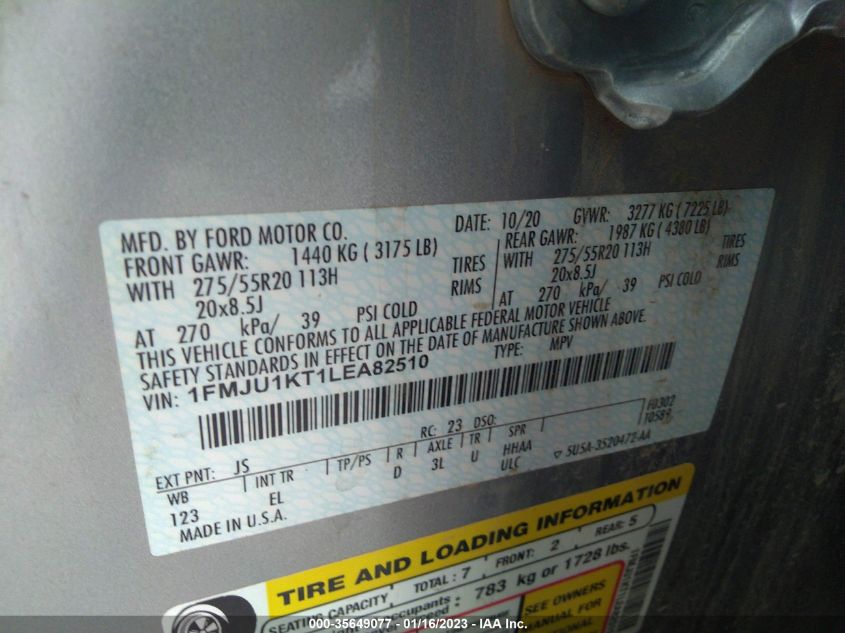 MFD. BY FORD MOTOR CO.
DATE: 10/20 GVWR: 3277 KG ( 7225 LB)
FRONT GAWR: 1440 KG ( 3175 LB)
REAR GAWR: 1987 KG ( 4380 LB)
WITH 275/55R20 113H TIRES
WITH 275/55R20 113H TIRES
20x8.5J RIMS
20x8.5J RIMS
AT 270 kPa/ 39 PSI COLD
AT 270 kPa/ 39 PSI COLD
THIS VEHICLE CONFORMS TO ALL APPLICABLE FEDERAL MOTOR VEHICLE
SAFETY STANDARDS IN EFFECT ON THE DATE OF MANUFACTURE SHOWN ABOVE.
VIN: 1FMJU1KT1LEA82510 TYPE: MPV
F0302
T0589
EXT PNT: JS RC: 23 DSO:
WB INT TR TP/PS R AXLE TR SPR
123 EL D 3L U HHAA
ULC
▽ 5U5A-3520472-AA
MADE IN U.S.A.
TIRE AND LOADING INFORMATION
SEATING CAPACITY TOTAL : 7 FRONT: 2 REAR: 5
occupants : 783 kg or 1728 lbs.
SEE OWNERS
MANUAL FOR
000-35649077 - 01/16/2023 - IAA Inc.